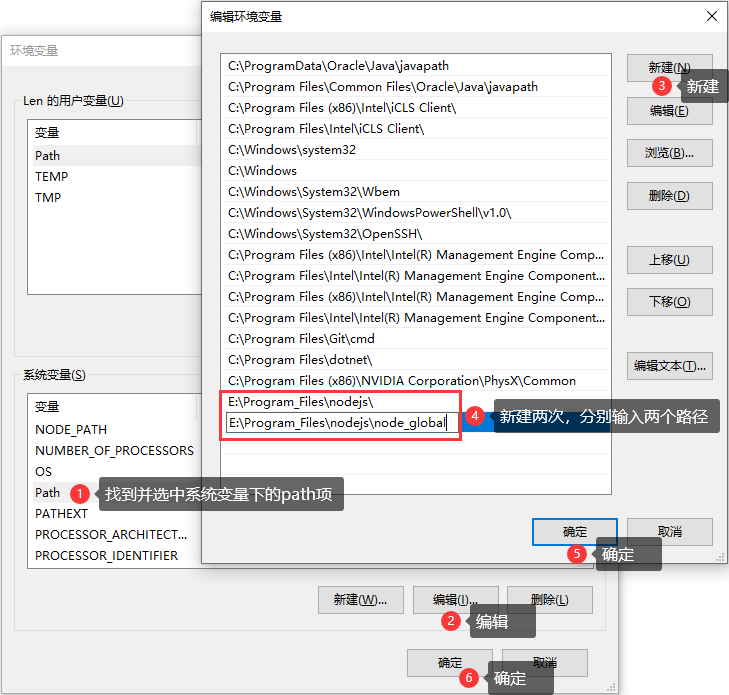 编辑环境变量
C:\ProgramData\Oracle\Java\javapath
C:\Program Files\Common Files\Oracle\Java\javapath
C:\Program Files (x86)\Intel\iCLS Client\
C:\Program Files\Intel\iCLS Client\
C:\Windows\system32
C:\Windows
C:\Windows\System32\Wbem
C:\Windows\System32\WindowsPowerShell\v1.0\
C:\Windows\System32\OpenSSH\
C:\Program Files (x86)\Intel\Intel(R) Management Engine Comp...
C:\Program Files\Intel\Intel(R) Management Engine Component...
C:\Program Files (x86)\Intel\Intel(R) Management Engine Comp...
C:\Program Files\Intel\Intel(R) Management Engine Component...
C:\Program Files\Git\cmd
C:\Program Files\dotnet\
C:\Program Files (x86)\NVIDIA Corporation\PhysX\Common
E:\Program_Files\nodejs\
E:\Program_Files\nodejs\node_global
4 新建两次，分别输入两个路径
新建(N)
3 新建
编辑(E)
浏览(B)...
删除(D)
上移(U)
下移(O)
编辑文本(T)...
确定
取消
5 确定
环境变量
Len 的用户变量(U)
变量
Path
TEMP
TMP
系统变量(S)
变量
NODE_PATH
NUMBER_OF_PROCESSORS
OS
Path
1 找到并选中系统变量下的path项
PATHEXT
PROCESSOR_ARCHITECT...
PROCESSOR_IDENTIFIER
新建(W)...
编辑(I)...
删除(L)
2 编辑
确定
取消
6 确定